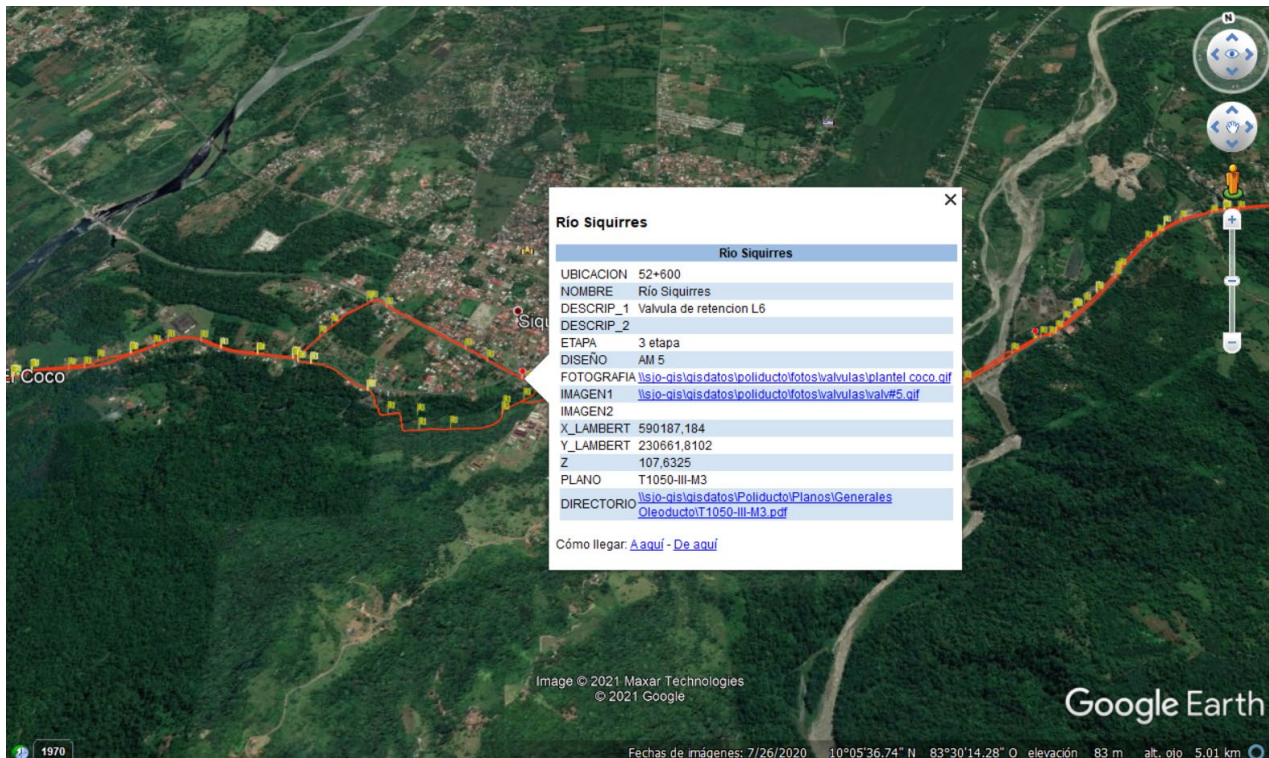 N
Río Siquirres
Río Siquirres
UBICACION 52+600
NOMBRE Río Siquirres
DESCRIP_1 Valvula de retencion L6
DESCRIP_2
ETAPA 3 etapa
DISEÑO AM 5
FOTOGRAFIA \\sjo-gis\gisdatos\poliducto\fotos\valvulas\plantel coco.gif
IMAGEN1 \\sjo-gis\gisdatos\poliducto\fotos\valvulas\valv#5.gif
IMAGEN2
X_LAMBERT 590187,184
Y_LAMBERT 230661,8102
Z 107,6325
PLANO T1050-III-M3
DIRECTORIO \\sjo-gis\gisdatos\Poliducto\Planos\Generales
Oleoducto\T1050-III-M3.pdf
Cómo llegar: A aquí - De aquí
Siqu
El Coco
Image © 2021 Maxar Technologies
© 2021 Google
Google Earth
1970
Fechas de imágenes: 7/26/2020 10°05'36.74" N 83°30'14.28" O elevación 83 m alt. ojo 5.01 km